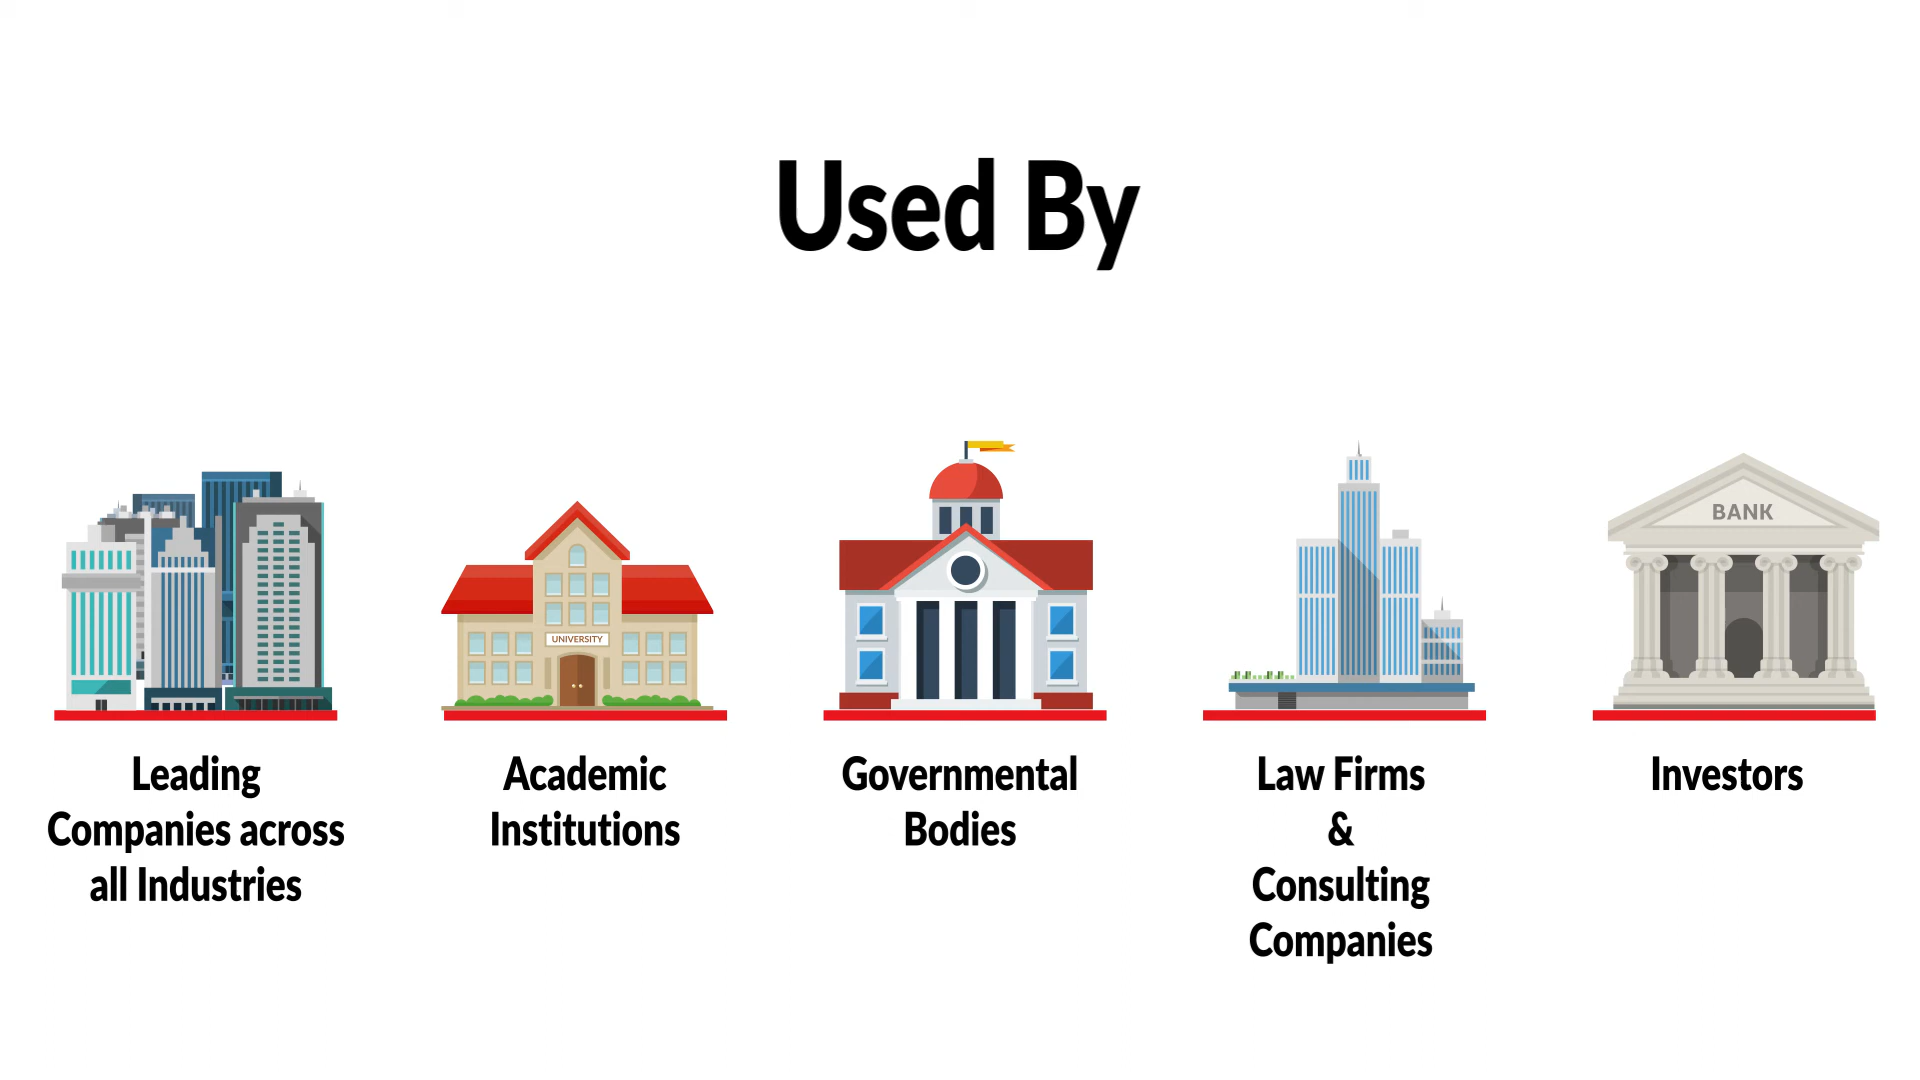 Used By
BANK
UNIVERSITY
Leading
Companies across
all Industries
Academic
Institutions
Governmental
Bodies
Law Firms
&
Consulting
Companies
Investors